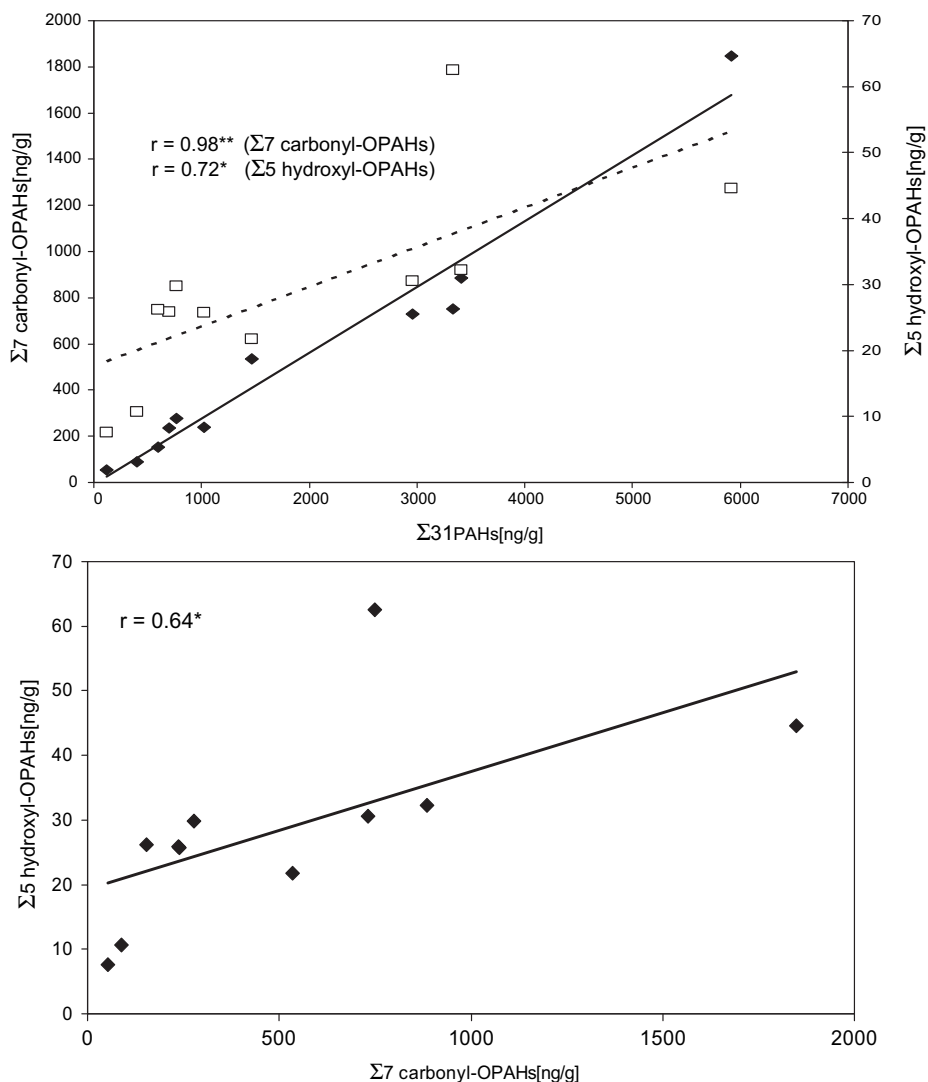 2000
1800
1600
1400
1200
1000
800
600
400
200
0
Σ7 carbonyl-OPAHs[ng/g]
r = 0.98** (Σ7 carbonyl-OPAHs)
r = 0.72* (Σ5 hydroxyl-OPAHs)
70
60
50
40
30
20
10
0
Σ5 hydroxyl-OPAHs[ng/g]
0 1000 2000 3000 4000 5000 6000 7000
Σ31PAHs[ng/g]
70
60
50
40
30
20
10
0
Σ5 hydroxyl-OPAHs[ng/g]
r = 0.64*
0 500 1000 1500 2000
Σ7 carbonyl-OPAHs[ng/g]